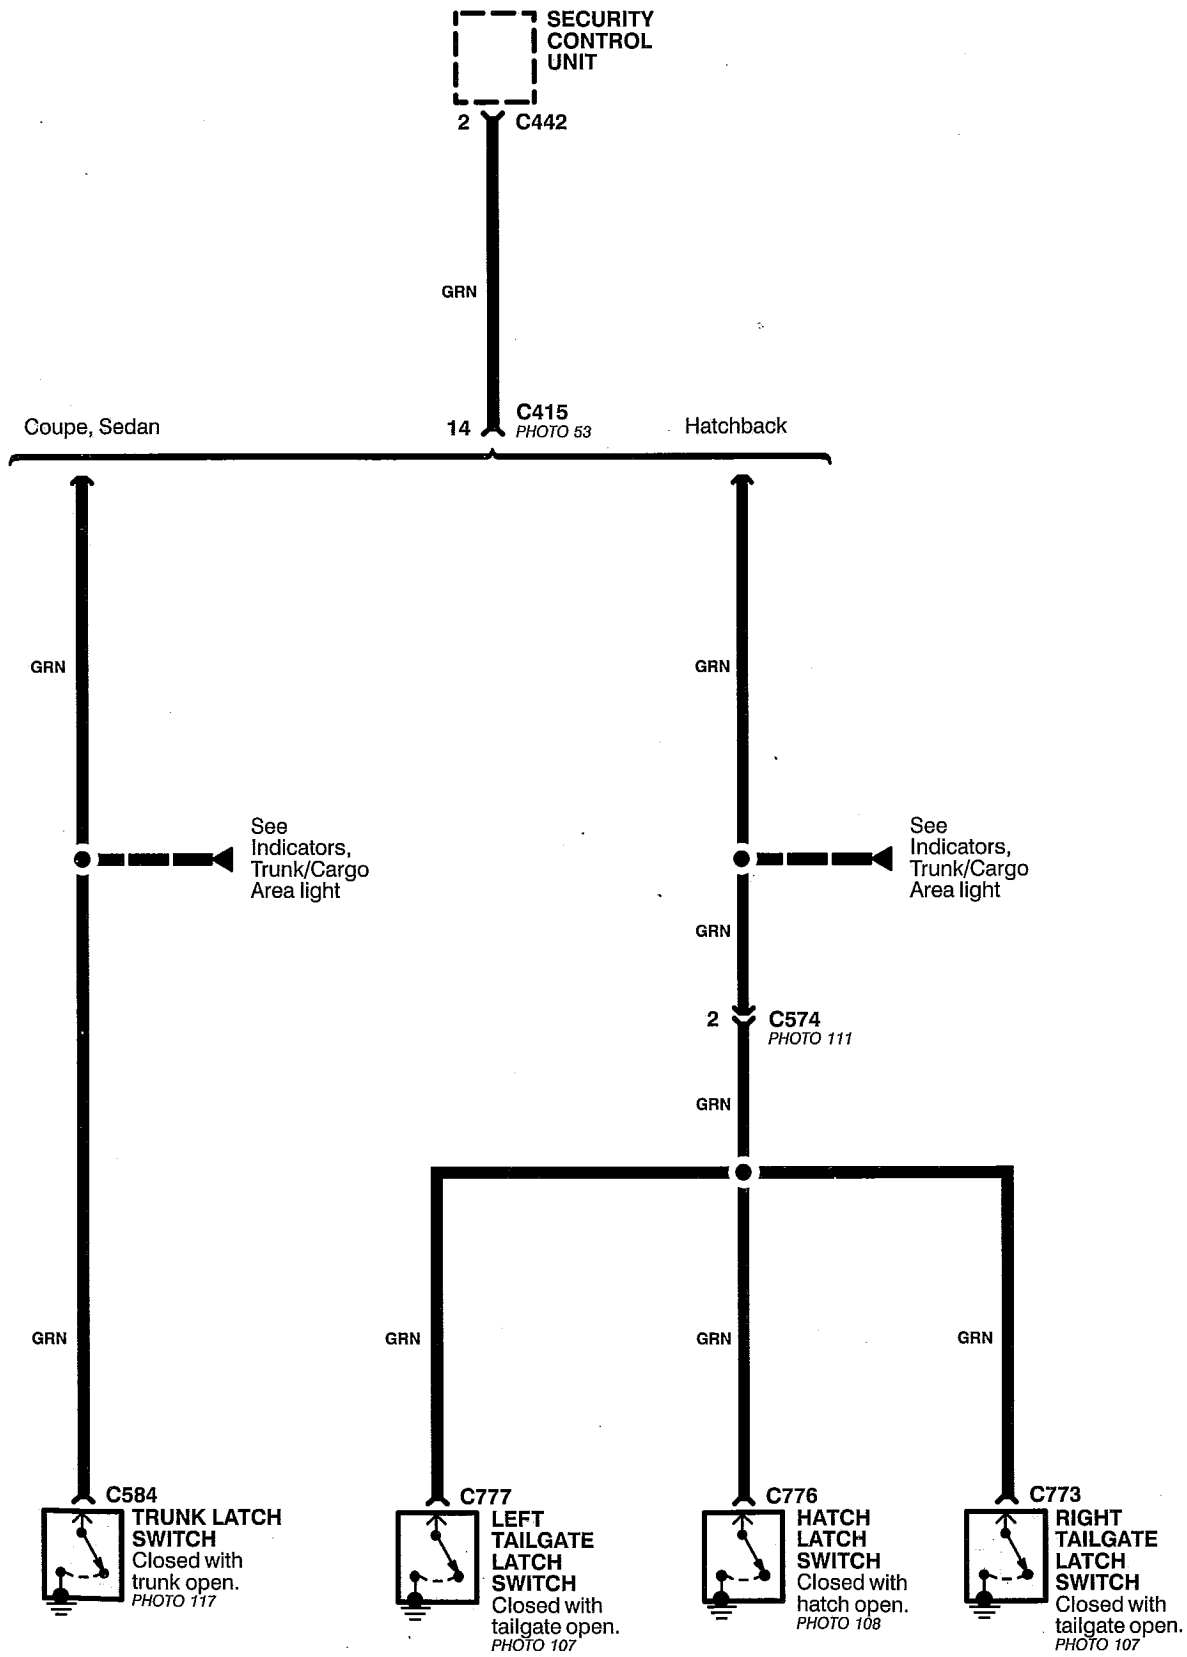 SECURITY
CONTROL
UNIT
2 C442
GRN
Coupe, Sedan
14 C415
PHOTO 53
Hatchback
GRN
GRN
See
Indicators,
Trunk/Cargo
Area light
See
Indicators,
Trunk/Cargo
Area light
GRN
2 C574
PHOTO 111
GRN
GRN
GRN
GRN
GRN
C584
TRUNK LATCH
SWITCH
Closed with
trunk open.
PHOTO 117
C777
LEFT
TAILGATE
LATCH
SWITCH
Closed with
tailgate open.
PHOTO 107
C776
HATCH
LATCH
SWITCH
Closed with
hatch open.
PHOTO 108
C773
RIGHT
TAILGATE
LATCH
SWITCH
Closed with
tailgate open.
PHOTO 107